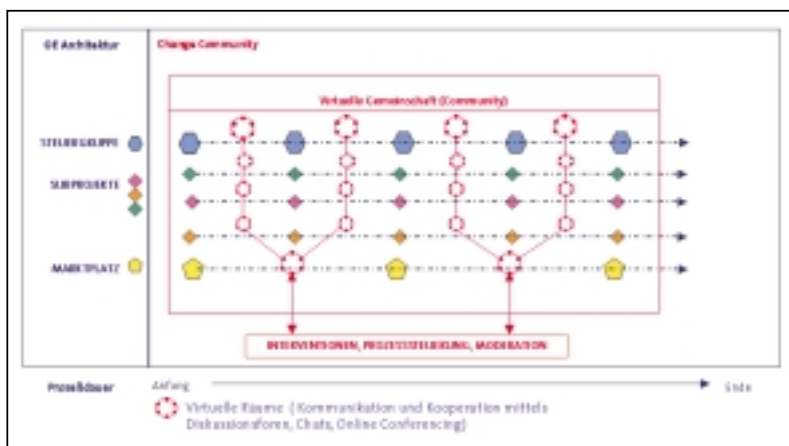 OE Architektur
Change Community
Virtuelle Gemeinschaft (Community)
STEUERGRUPPE
SUBPROJEKTE
MARKTPLATZ
INTERVENTIONEN, PROZESSSTEUERUNG, MODERATION
Prozeßdauer
Anfang
Ende
Virtuelle Räume (Kommunikation und Kooperation mittels
Diskussionsforen, Chats, Online Conferencing)